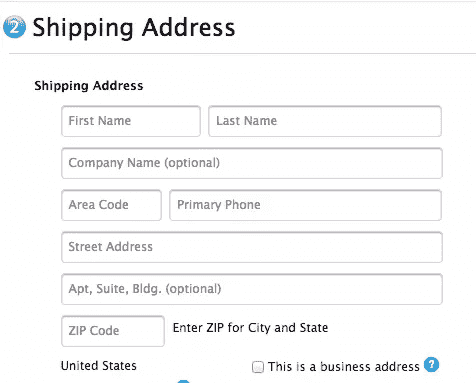 2 Shipping Address
Shipping Address
First Name Last Name
Company Name (optional)
Area Code Primary Phone
Street Address
Apt, Suite, Bldg. (optional)
ZIP Code Enter ZIP for City and State
United States This is a business address ?